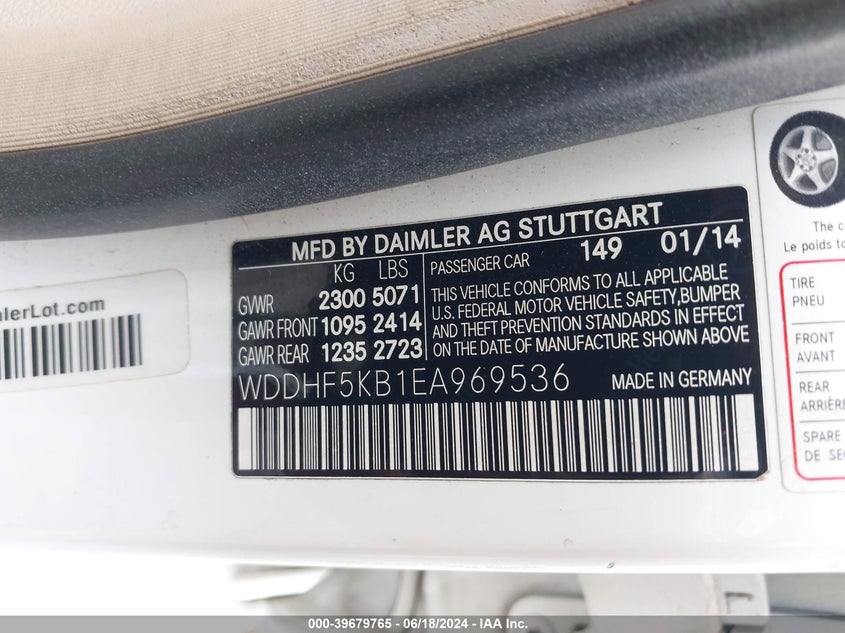 MFD BY DAIMLER AG STUTTGART
KG LBS
GVWR 2300 5071
GAWR FRONT 1095 2414
GAWR REAR 1235 2723
PASSENGER CAR 149 01/14
THIS VEHICLE CONFORMS TO ALL APPLICABLE
U.S. FEDERAL MOTOR VEHICLE SAFETY,BUMPER
AND THEFT PREVENTION STANDARDS IN EFFECT
ON THE DATE OF MANUFACTURE SHOWN ABOVE
WDDHF5KB1EA969536 MADE IN GERMANY
Lot.com
The
Le poids
TIRE
PNEU
FRONT
AVANT
REAR
ARRIÈRE
SPARE
DE
000-39679765 - 06/18/2024 - IAA, Inc.